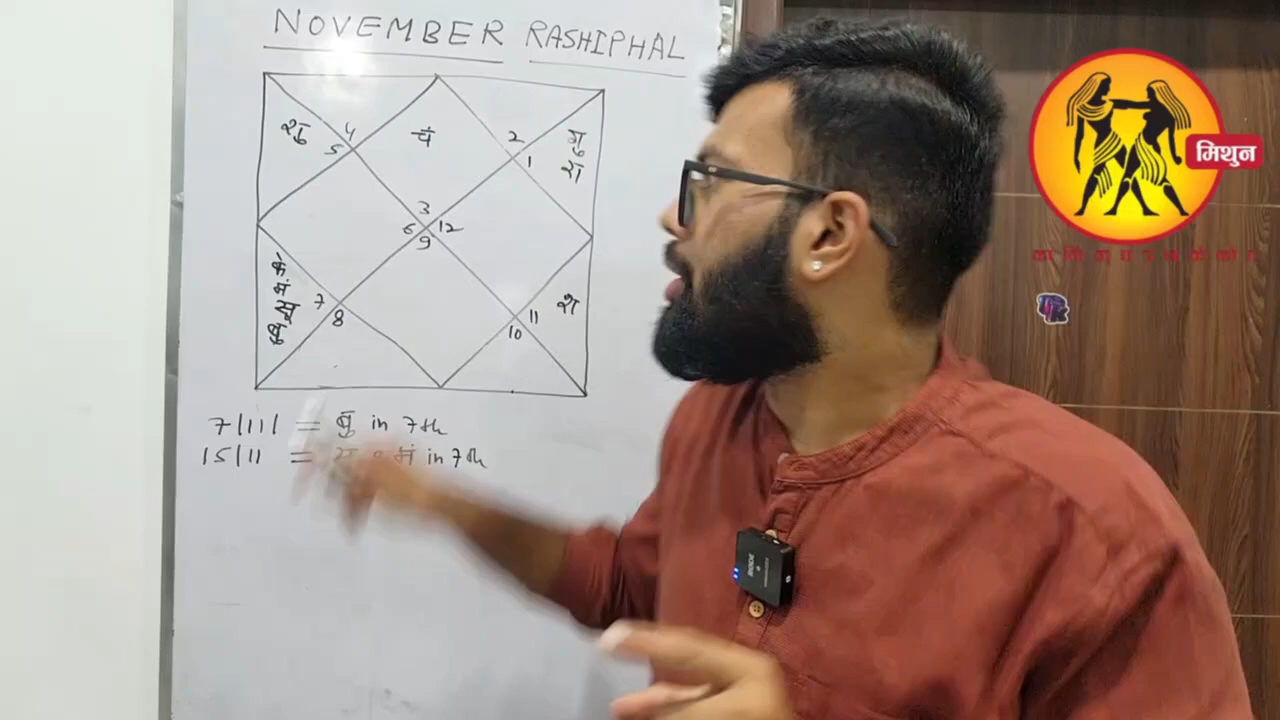 NOVEMBER RASHIPHAL
शु 4 5
चं
2 1
गु
रा
3
6 12
9
के
मं
सू
बु
7 8
श
11
10
7/11/ = बु in 7th
15/11 = मं in 7th
मिथुन
RODE